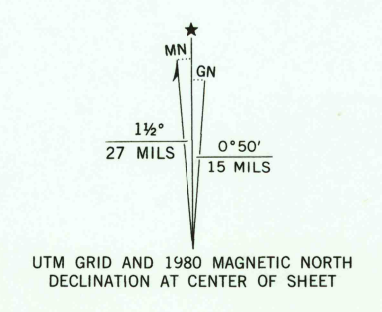 ★
MN
GN
1½°
27 MILS
0°50′
15 MILS
UTM GRID AND 1980 MAGNETIC NORTH
DECLINATION AT CENTER OF SHEET